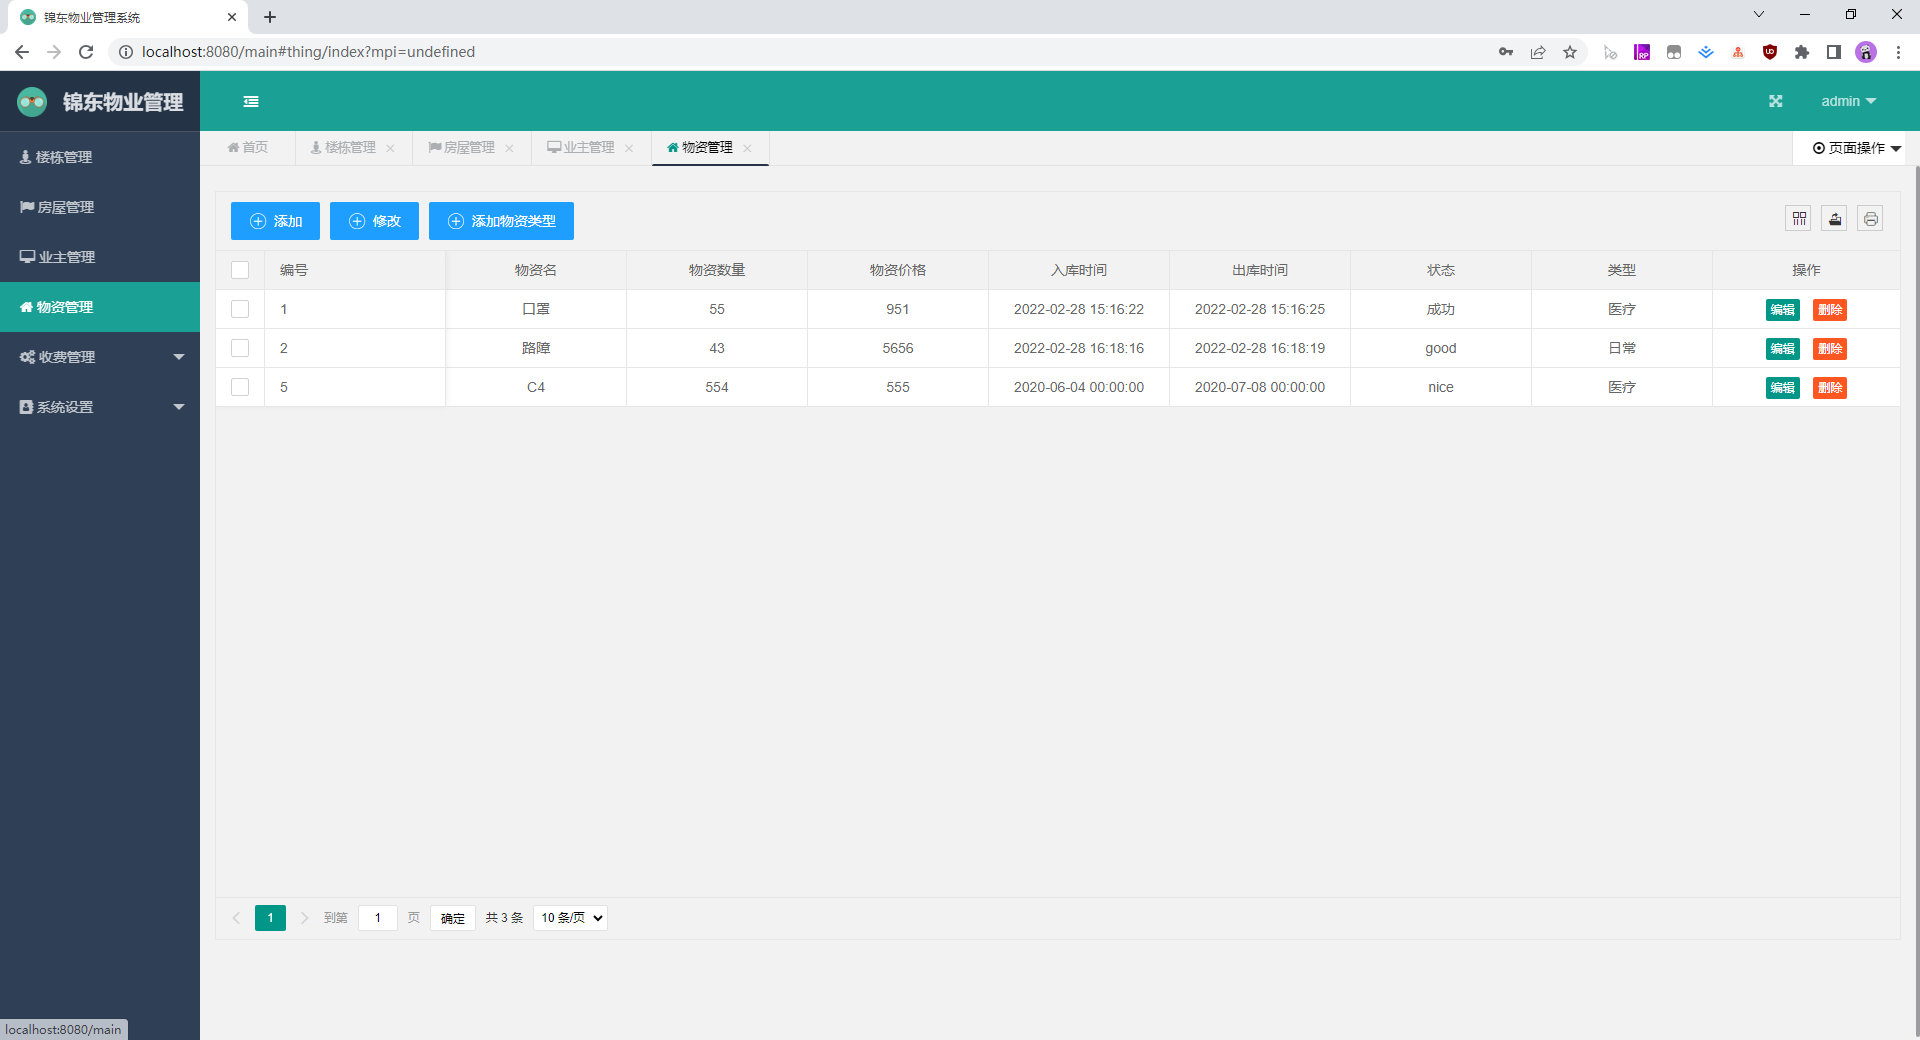 锦东物业管理系统
localhost:8080/main#thing/index?mpi=undefined
锦东物业管理
admin
首页 楼栋管理 房屋管理 业主管理 物资管理 页面操作
楼栋管理
房屋管理
业主管理
物资管理
收费管理
系统设置
添加 修改 添加物资类型
编号 物资名 物资数量 物资价格 入库时间 出库时间 状态 类型 操作
1 口罩 55 951 2022-02-28 15:16:22 2022-02-28 15:16:25 成功 医疗 编辑 删除
2 路障 43 5656 2022-02-28 16:18:16 2022-02-28 16:18:19 good 日常 编辑 删除
5 C4 554 555 2020-06-04 00:00:00 2020-07-08 00:00:00 nice 医疗 编辑 删除
1 到第 1 页 确定 共 3 条 10 条/页
localhost:8080/main